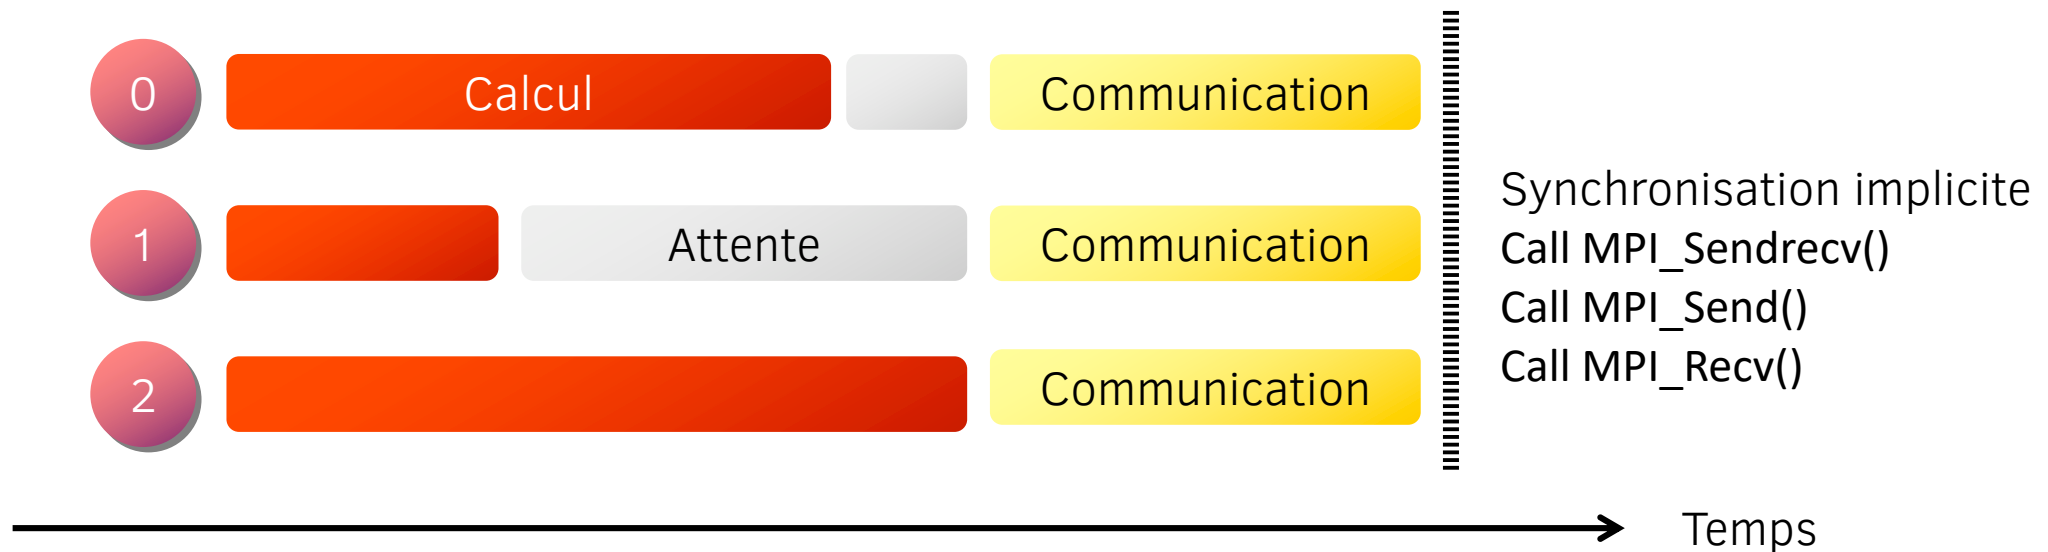 0 Calcul Communication
1 Attente Communication
2 Communication
Synchronisation implicite
Call MPI_Sendrecv()
Call MPI_Send()
Call MPI_Recv()
Temps